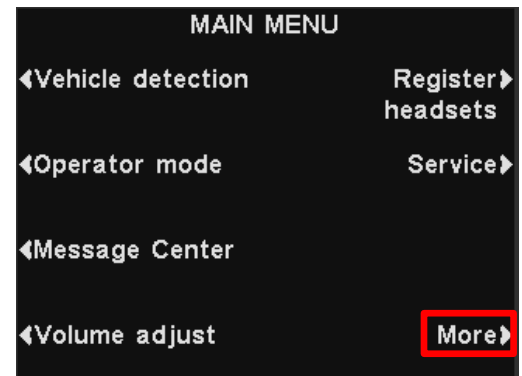 MAIN MENU
Vehicle detection
Register
headsets
Operator mode
Service
Message Center
Volume adjust
More